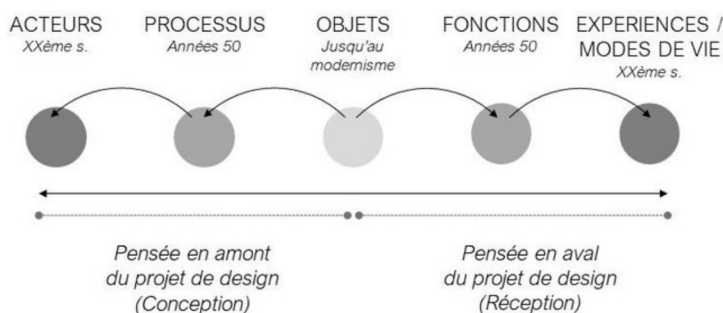 ACTEURS
XXème s.
PROCESSUS
Années 50
OBJETS
Jusqu'au
modernisme
FONCTIONS
Années 50
EXPERIENCES /
MODES DE VIE
XXème s.
Pensée en amont
du projet de design
(Conception)
Pensée en aval
du projet de design
(Réception)